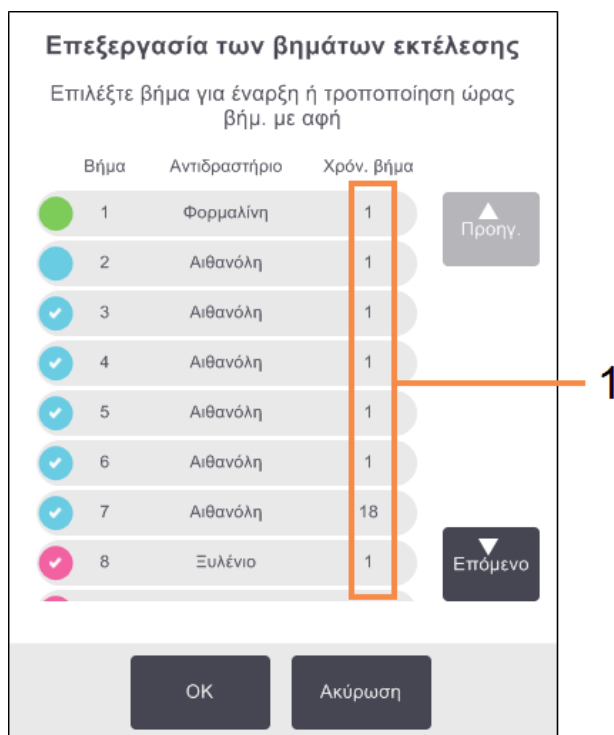 Επεξεργασία των βημάτων εκτέλεσης
Επιλέξτε βήμα για έναρξη ή τροποποίηση ώρας
βήμ. με αφή
Βήμα Αντιδραστήριο Χρόν. βήμα
1 Φορμαλίνη 1
Προηγ.
2 Αιθανόλη 1
3 Αιθανόλη 1
4 Αιθανόλη 1
1
5 Αιθανόλη 1
6 Αιθανόλη 1
7 Αιθανόλη 18
8 Ξυλένιο 1
Επόμενο
OK Ακύρωση